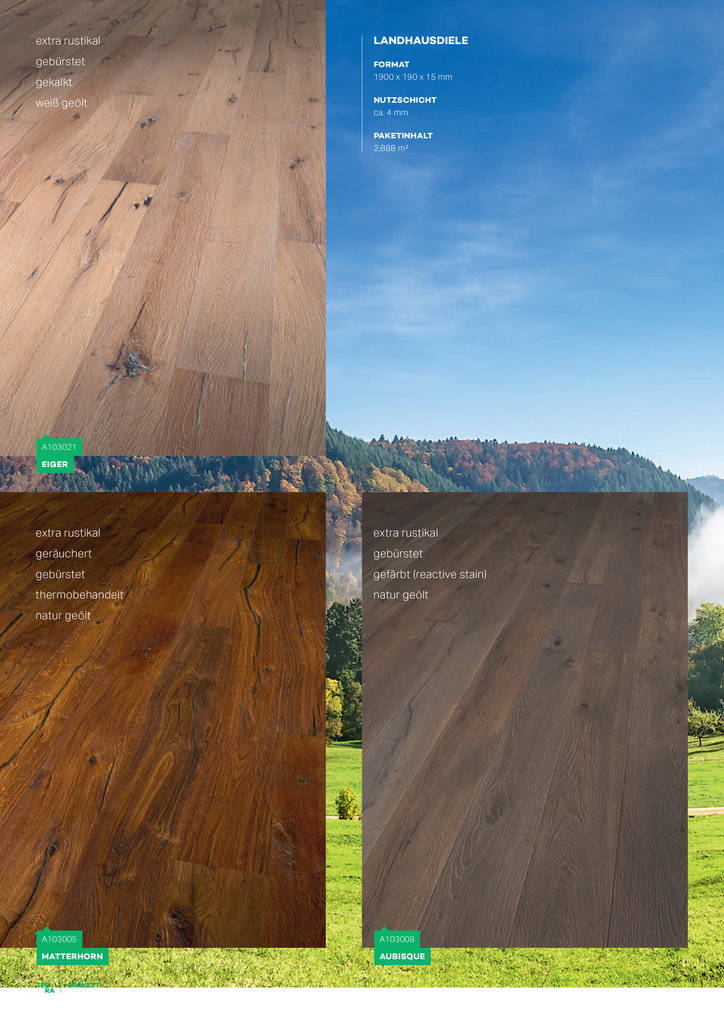 extra rustikal
gebürstet
gekalkt
weiß geölt
LANDHAUSDIELE
FORMAT
1900 x 190 x 15 mm
NUTZSCHICHT
ca. 4 mm
PAKETINHALT
2,888 m²
A103021
EIGER
extra rustikal
geräuchert
gebürstet
thermobehandelt
natur geölt
extra rustikal
gebürstet
gefärbt (reactive stain)
natur geölt
A103005
MATTERHORN
A103008
AUBISQUE
RA